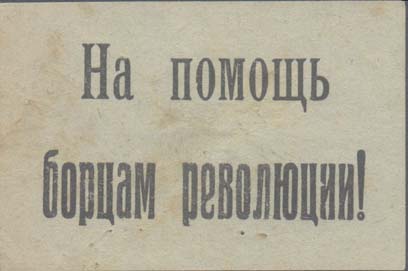 На помощь
борцам революции!